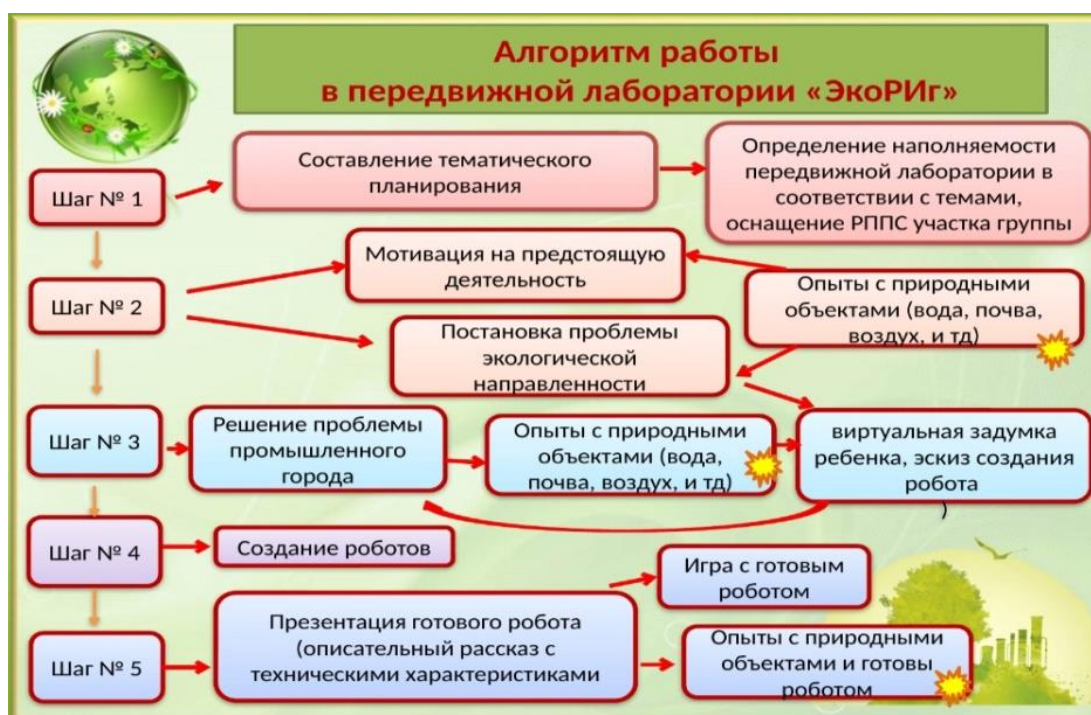 Алгоритм работы
в передвижной лаборатории «ЭкоРИг»
Шаг № 1
Составление тематического
планирования
Определение наполняемости
передвижной лаборатории в
соответствии с темами,
оснащение РППС участка группы
Шаг № 2
Мотивация на предстоящую
деятельность
Постановка проблемы
экологической
направленности
Опыты с природными
объектами (вода, почва,
воздух, и тд)
Шаг № 3
Решение проблемы
промышленного
города
Опыты с природными
объектами (вода,
почва, воздух, и тд)
виртуальная задумка
ребенка, эскиз создания
робота
)
Шаг № 4
Создание роботов
Шаг № 5
Презентация готового робота
(описательный рассказ с
техническими характеристиками
Игра с готовым
роботом
Опыты с природными
объектами и готовы
роботом